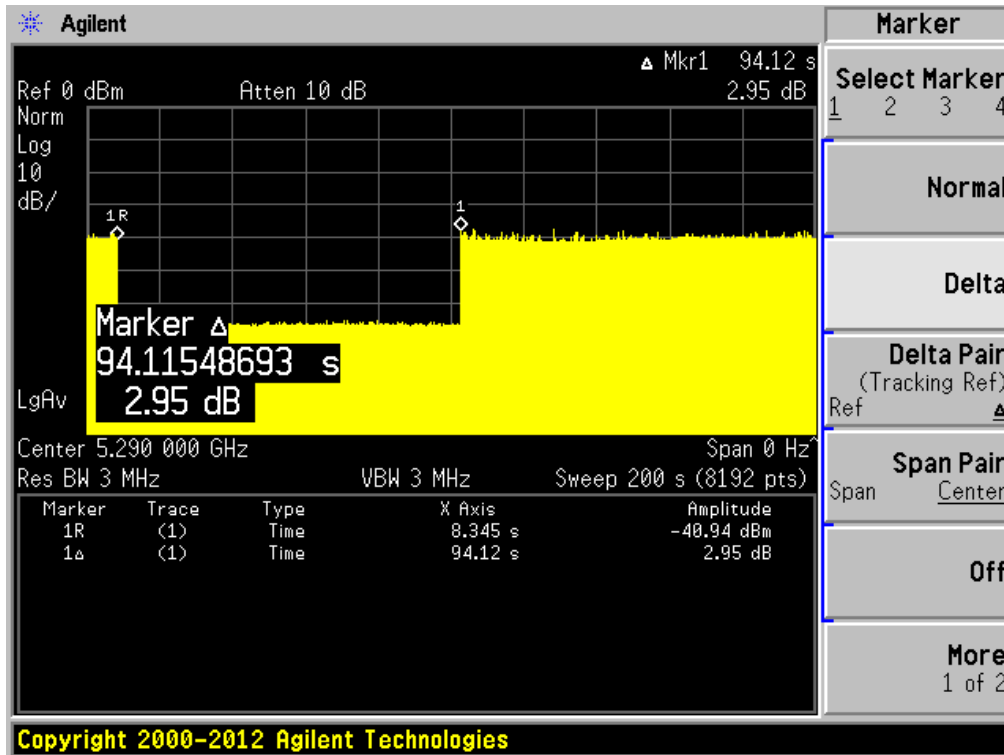 Agilent
Marker
Δ Mkr1 94.12 s
Ref 0 dBm Atten 10 dB 2.95 dB
Norm
Log
10
dB/
1R
1
Marker Δ
94.11548693 s
2.95 dB
LgAv
Center 5.290 000 GHz Span 0 Hz^
Res BW 3 MHz VBW 3 MHz Sweep 200 s (8192 pts)
Marker Trace Type X Axis Amplitude
1R (1) Time 8.345 s -40.94 dBm
1Δ (1) Time 94.12 s 2.95 dB
Select Marker
1 2 3 4
Normal
Delta
Delta Pair
(Tracking Ref)
Ref Δ
Span Pair
Span Center
Off
More
1 of 2
Copyright 2000-2012 Agilent Technologies